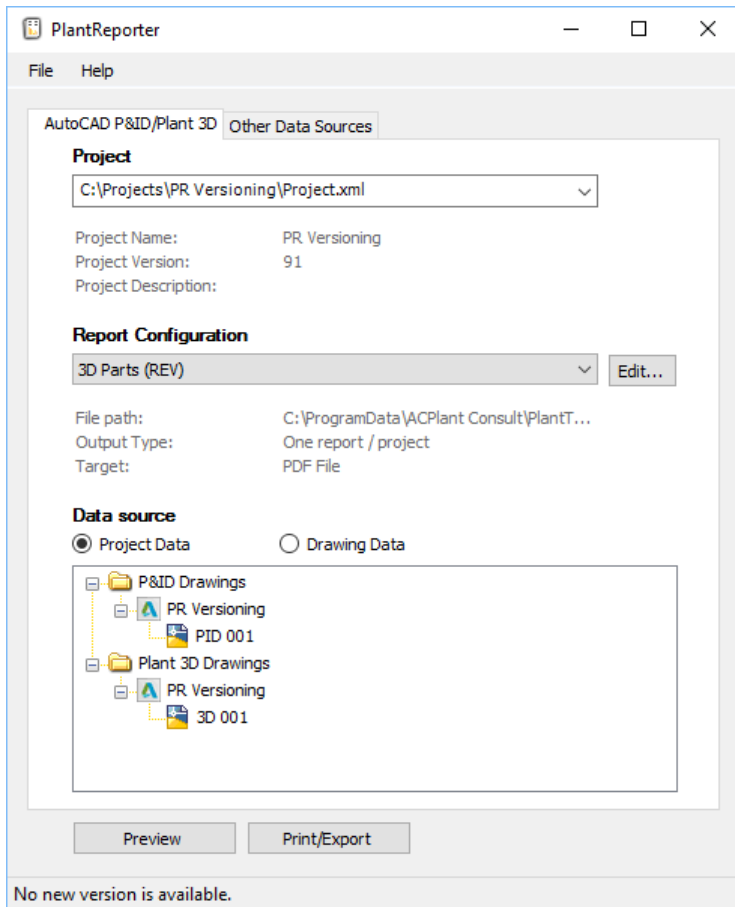 PlantReporter
File Help
AutoCAD P&ID/Plant 3D Other Data Sources
Project
C:\Projects\PR Versioning\Project.xml
Project Name: PR Versioning
Project Version: 91
Project Description:
Report Configuration
3D Parts (REV) Edit...
File path: C:\ProgramData\ACPlant Consult\PlantT...
Output Type: One report / project
Target: PDF File
Data source
Project Data Drawing Data
P&ID Drawings
PR Versioning
PID 001
Plant 3D Drawings
PR Versioning
3D 001
Preview Print/Export
No new version is available.